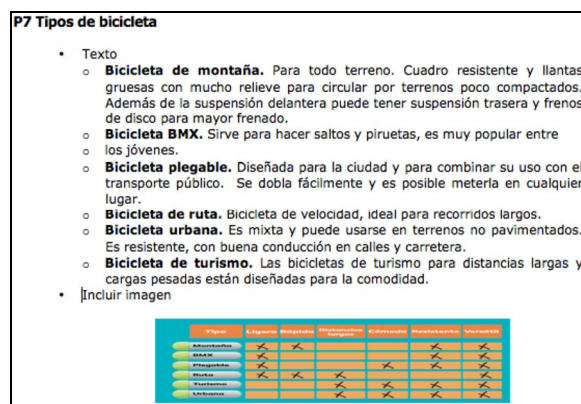 P7 Tipos de bicicleta
• Texto
o Bicicleta de montaña. Para todo terreno. Cuadro resistente y llantas
gruesas con mucho relieve para circular por terrenos poco compactados.
Además de la suspensión delantera puede tener suspensión trasera y frenos
de disco para mayor frenado.
o Bicicleta BMX. Sirve para hacer saltos y piruetas, es muy popular entre
o los jóvenes.
o Bicicleta plegable. Diseñada para la ciudad y para combinar su uso con el
transporte público. Se dobla fácilmente y es posible meterla en cualquier
lugar.
o Bicicleta de ruta. Bicicleta de velocidad, ideal para recorridos largos.
o Bicicleta urbana. Es mixta y puede usarse en terrenos no pavimentados.
Es resistente, con buena conducción en calles y carretera.
o Bicicleta de turismo. Las bicicletas de turismo para distancias largas y
cargas pesadas están diseñadas para la comodidad.
• Incluir imagen
Tipo Ligera Rápida Distancias largas Cómoda Resistente Versátil
Montaña
BMX
Plegable
Ruta
Turismo
Urbana